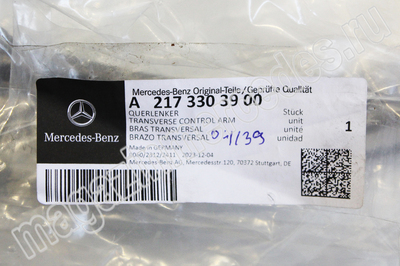 Mercedes-Benz Original-Teile/Geprüfte Qualität
A 217 330 39 00
QUERLENKER
TRANSVERSE CONTROL ARM
BRAS TRANSVERSAL
BRAZO TRANSVERSAL
Stück
unit
unité
unidad
1
Made in GERMANY
2023-12-04
Mercedes-Benz AG, Mercedesstraße 120, 70372 Stuttgart, DE
Mercedes-Benz